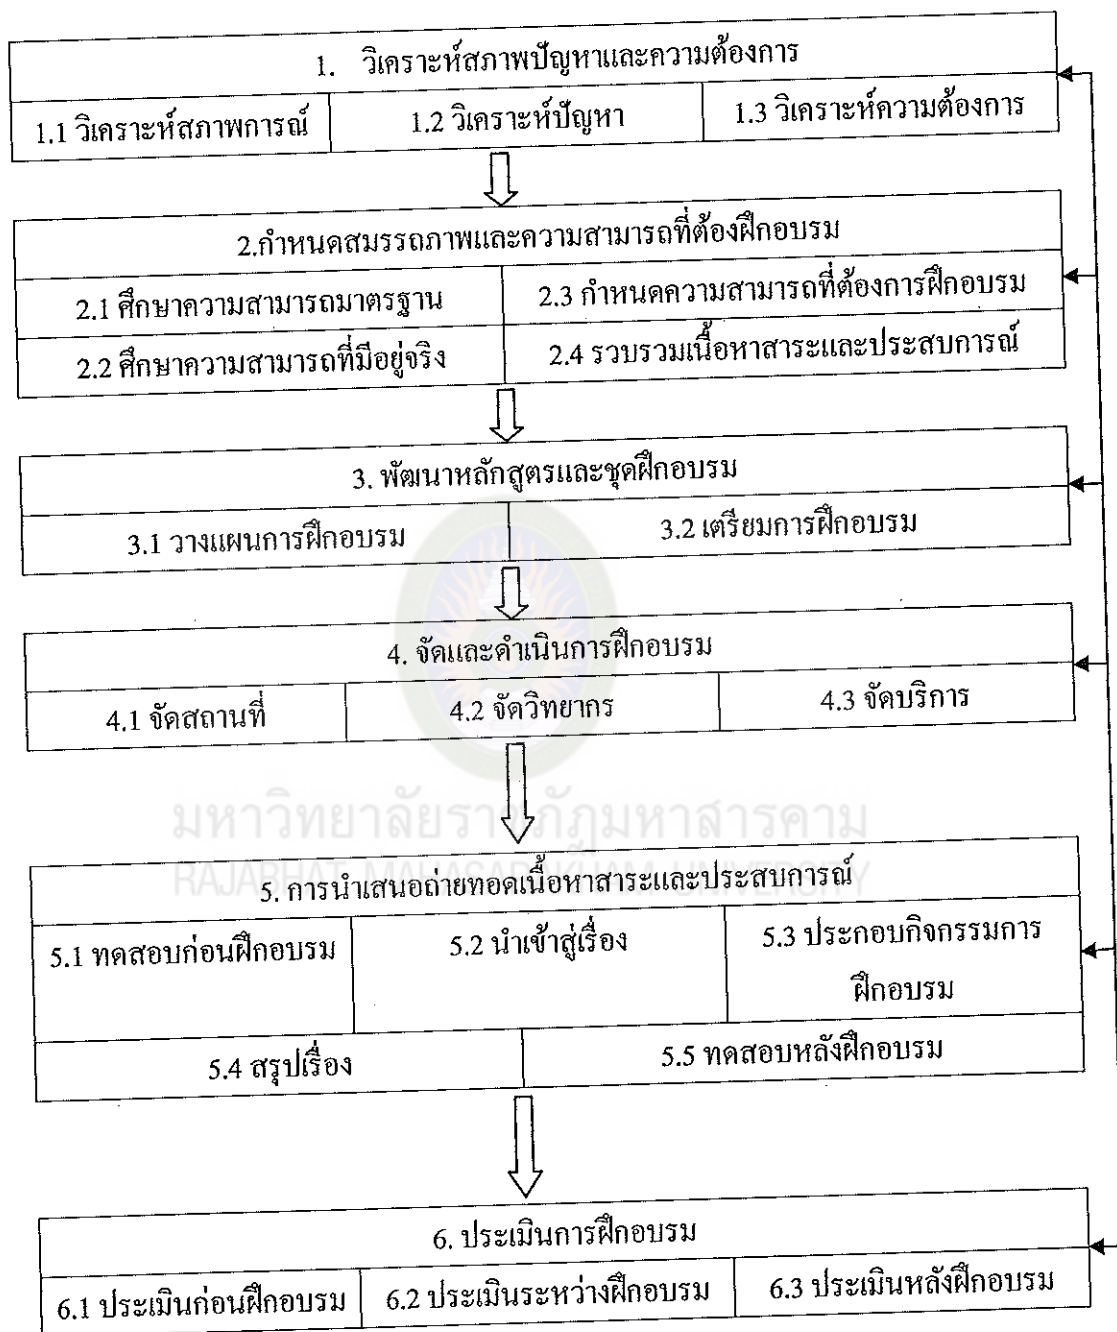 1. วิเคราะห์สภาพปัญหาและความต้องการ
1.1 วิเคราะห์สภาพการณ์
1.2 วิเคราะห์ปัญหา
1.3 วิเคราะห์ความต้องการ
2.กำหนดสมรรถภาพและความสามารถที่ต้องฝึกอบรม
2.1 ศึกษาความสามารถมาตรฐาน
2.3 กำหนดความสามารถที่ต้องการฝึกอบรม
2.2 ศึกษาความสามารถที่มีอยู่จริง
2.4 รวบรวมเนื้อหาสาระและประสบการณ์
3. พัฒนาหลักสูตรและชุดฝึกอบรม
3.1 วางแผนการฝึกอบรม
3.2 เตรียมการฝึกอบรม
4. จัดและดำเนินการฝึกอบรม
4.1 จัดสถานที่
4.2 จัดวิทยากร
4.3 จัดบริการ
มหาวิทยาลัยราชภัฏมหาสารคาม
RAJABHAT MAHASARAKHAM UNIVERSITY
5. การนำเสนอถ่ายทอดเนื้อหาสาระและประสบการณ์
5.1 ทดสอบก่อนฝึกอบรม
5.2 นำเข้าสู่เรื่อง
5.3 ประกอบกิจกรรมการ
ฝึกอบรม
5.4 สรุปเรื่อง
5.5 ทดสอบหลังฝึกอบรม
6. ประเมินการฝึกอบรม
6.1 ประเมินก่อนฝึกอบรม
6.2 ประเมินระหว่างฝึกอบรม
6.3 ประเมินหลังฝึกอบรม